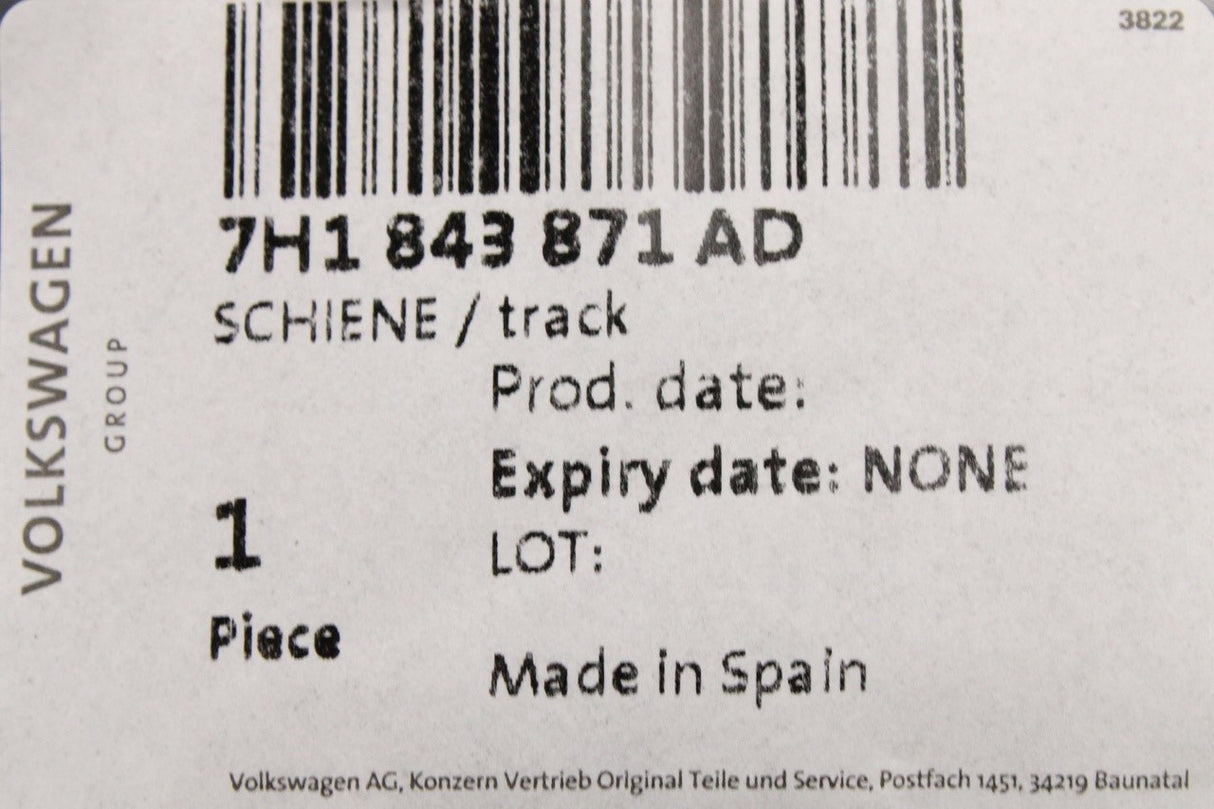 3822
7H1 843 871 AD
SCHIENE / track
Prod. date:
Expiry date: NONE
LOT:
1
Piece
Made in Spain
VOLKSWAGEN
GROUP
Volkswagen AG, Konzern Vertrieb Original Teile und Service, Postfach 1451, 34219 Baunatal